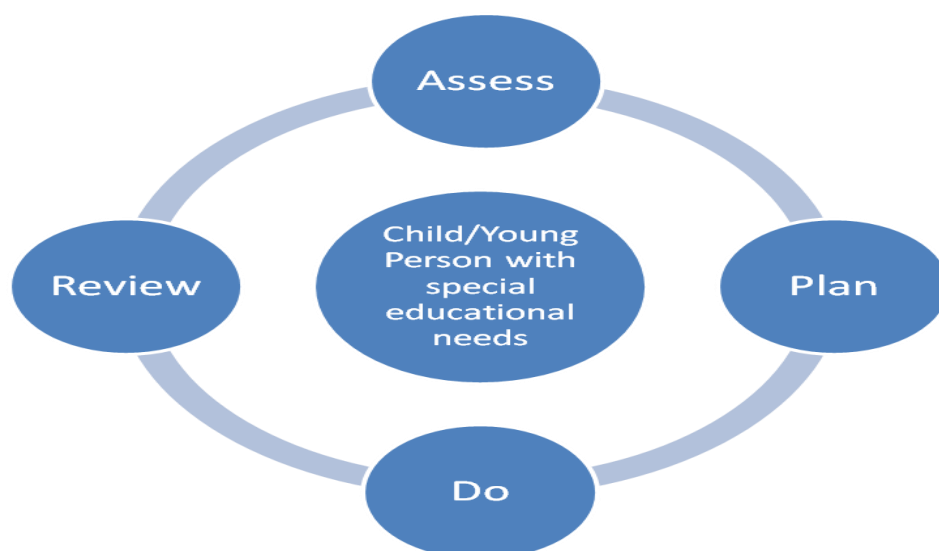 Assess
Review
Child/Young
Person with
special
educational
needs
Plan
Do